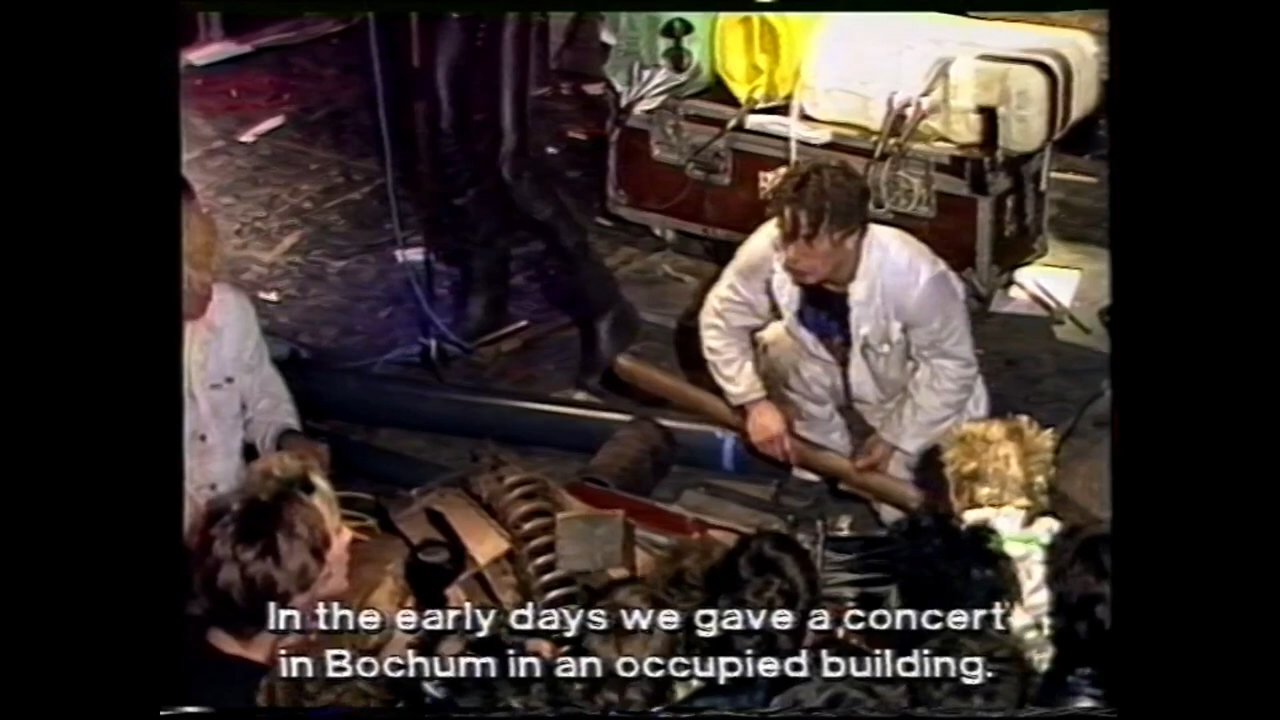 In the early days we gave a concert
in Bochum in an occupied building.